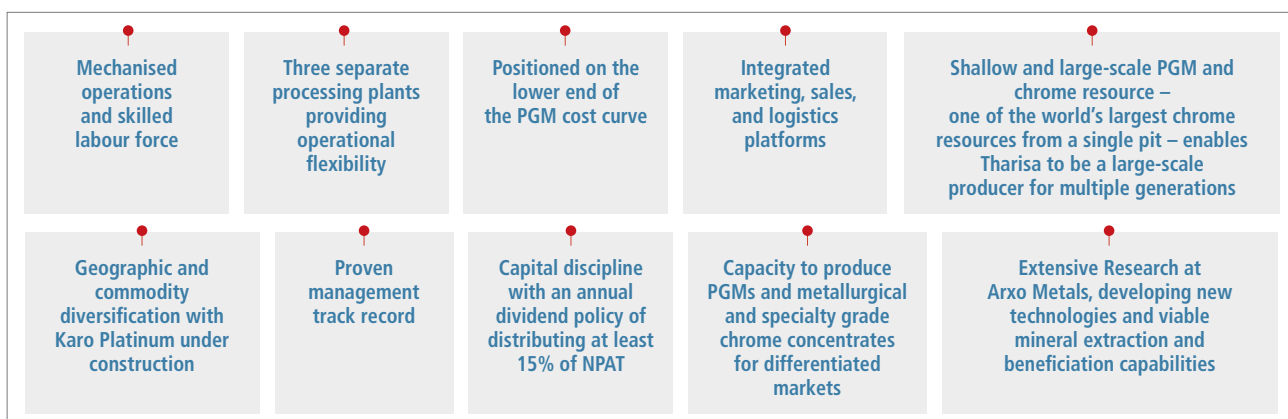 Mechanised
operations
and skilled
labour force
Three separate
processing plants
providing
operational
flexibility
Positioned on the
lower end of
the PGM cost curve
Integrated
marketing, sales,
and logistics
platforms
Shallow and large-scale PGM and
chrome resource –
one of the world's largest chrome
resources from a single pit – enables
Tharisa to be a large-scale
producer for multiple generations
Geographic and
commodity
diversification with
Karo Platinum under
construction
Proven
management
track record
Capital discipline
with an annual
dividend policy of
distributing at least
15% of NPAT
Capacity to produce
PGMs and metallurgical
and specialty grade
chrome concentrates
for differentiated
markets
Extensive Research at
Arxo Metals, developing new
technologies and viable
mineral extraction and
beneficiation capabilities